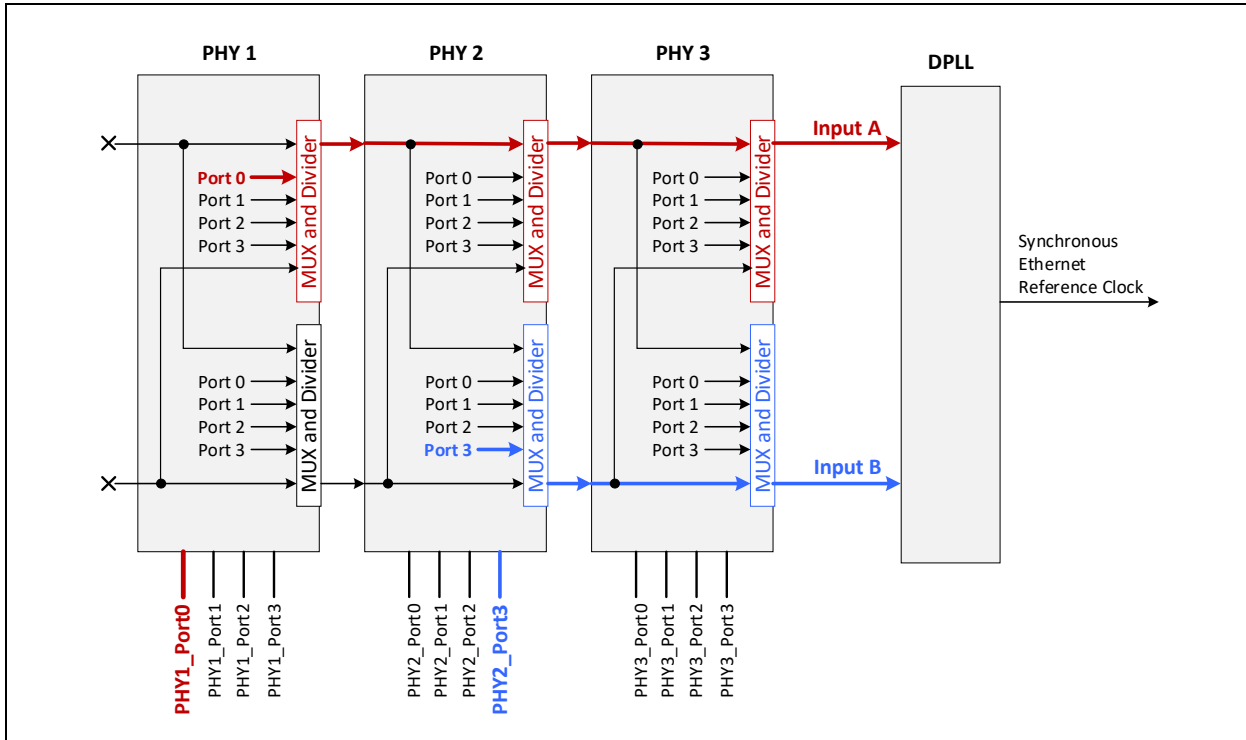 PHY 1
PHY 2
PHY 3
DPLL
Port 0
Port 1
Port 2
Port 3
MUX and Divider
Port 0
Port 1
Port 2
Port 3
MUX and Divider
Port 0
Port 1
Port 2
Port 3
MUX and Divider
Input A
Port 0
Port 1
Port 2
Port 3
MUX and Divider
Port 0
Port 1
Port 2
Port 3
MUX and Divider
Port 0
Port 1
Port 2
Port 3
MUX and Divider
Input B
Synchronous
Ethernet
Reference Clock
PHY1_Port0
PHY1_Port1
PHY1_Port2
PHY1_Port3
PHY2_Port0
PHY2_Port1
PHY2_Port2
PHY2_Port3
PHY3_Port0
PHY3_Port1
PHY3_Port2
PHY3_Port3